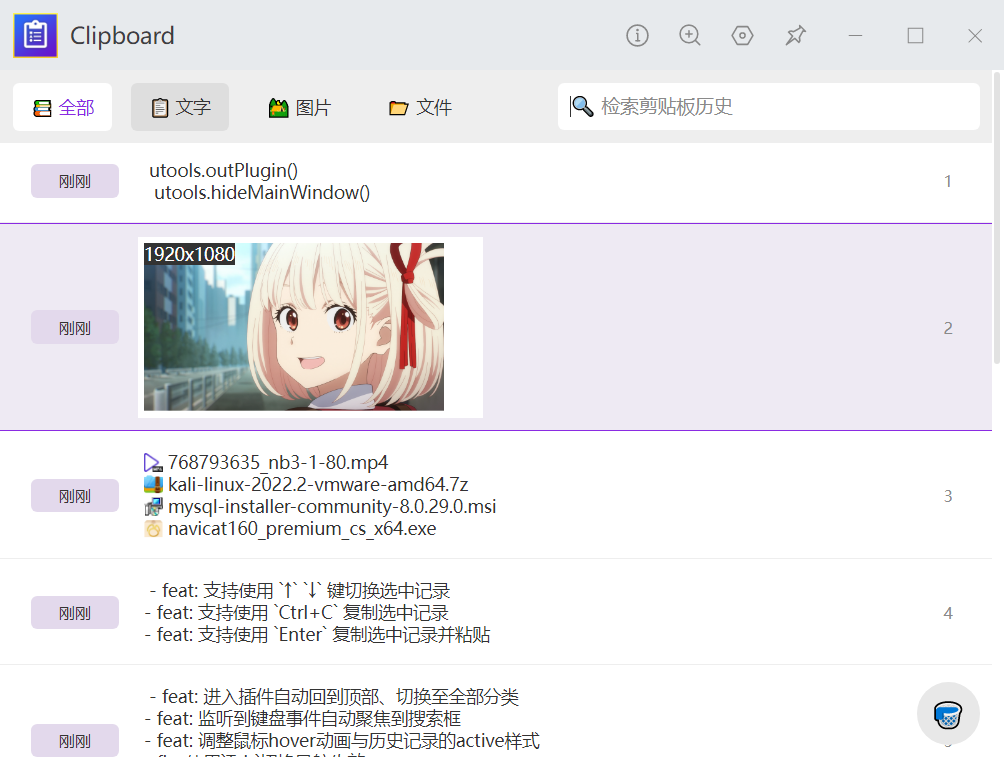 Clipboard
全部
文字
图片
文件
检索剪贴板历史
刚刚
utools.outPlugin()
utools.hideMainWindow()
1
刚刚
1920x1080
2
刚刚
768793635_nb3-1-80.mp4
kali-linux-2022.2-vmware-amd64.7z
mysql-installer-community-8.0.29.0.msi
navicat160_premium_cs_x64.exe
3
刚刚
- feat: 支持使用 `↑` `↓` 键切换选中记录
- feat: 支持使用 `Ctrl+C` 复制选中记录
- feat: 支持使用 `Enter` 复制选中记录并粘贴
4
刚刚
- feat: 进入插件自动回到顶部、切换至全部分类
- feat: 监听到键盘事件自动聚焦到搜索框
- feat: 调整鼠标hover动画与历史记录的active样式